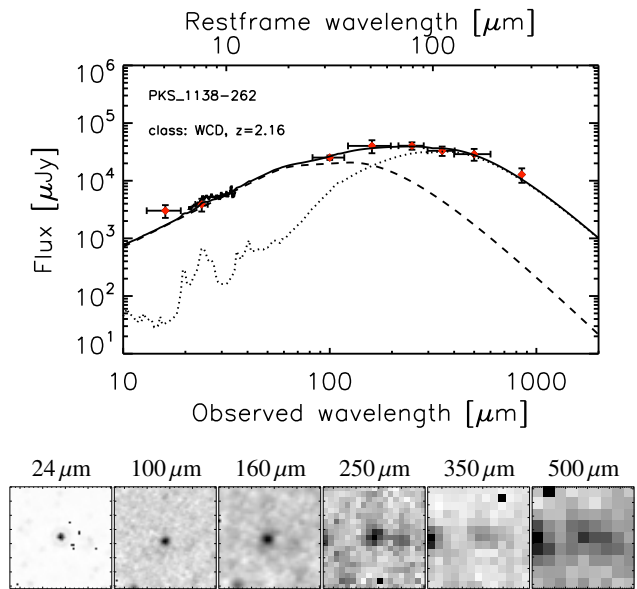 Restframe wavelength [μm]
10 100
10^6
10^5
10^4
10^3
10^2
10^1
Flux [μJy]
PKS_1138-262
class: WCD, z=2.16
10 100 1000
Observed wavelength [μm]
24 μm 100 μm 160 μm 250 μm 350 μm 500 μm